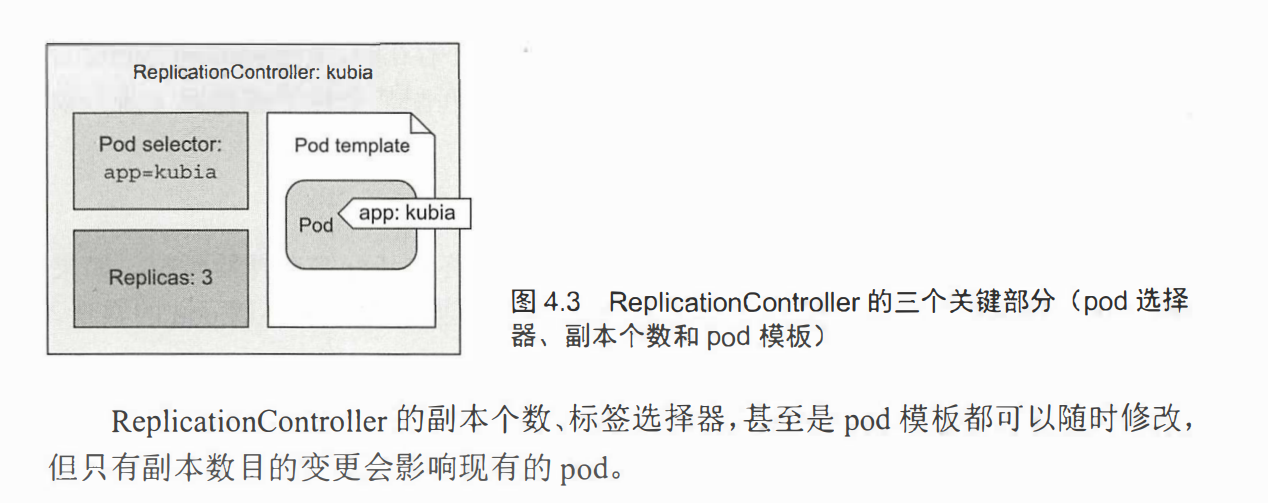 ReplicationController: kubia
Pod selector:
app=kubia
Replicas: 3
Pod template
Pod
app: kubia
图 4.3 ReplicationController 的三个关键部分（pod 选择
器、副本个数和 pod 模板）
ReplicationController 的副本个数、标签选择器，甚至是 pod 模板都可以随时修改，
但只有副本数目的变更会影响现有的 pod。